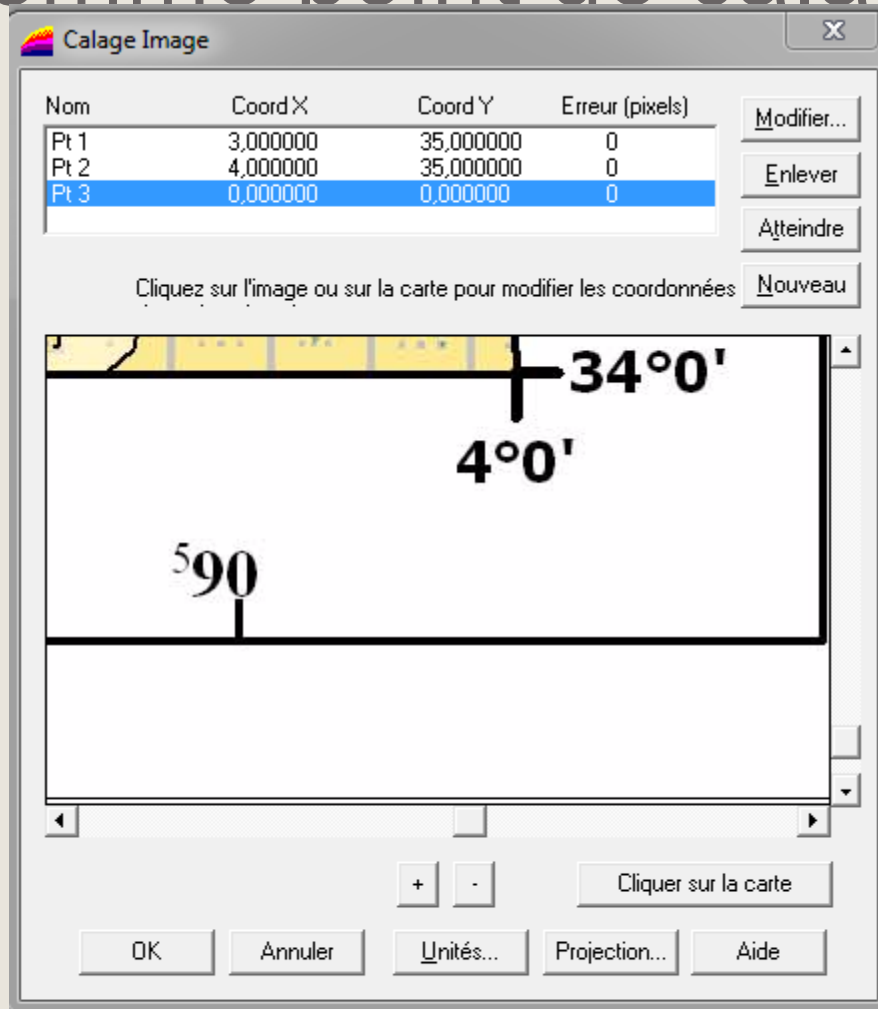 Calage Image
Nom Coord X Coord Y Erreur (pixels)
Pt 1 3,000000 35,000000 0
Pt 2 4,000000 35,000000 0
Pt 3 0,000000 0,000000 0
Modifier...
Enlever
Atteindre
Nouveau
Cliquez sur l'image ou sur la carte pour modifier les coordonnées
34°0'
4°0'
⁵90
+ -
Cliquer sur la carte
OK Annuler Unités... Projection... Aide